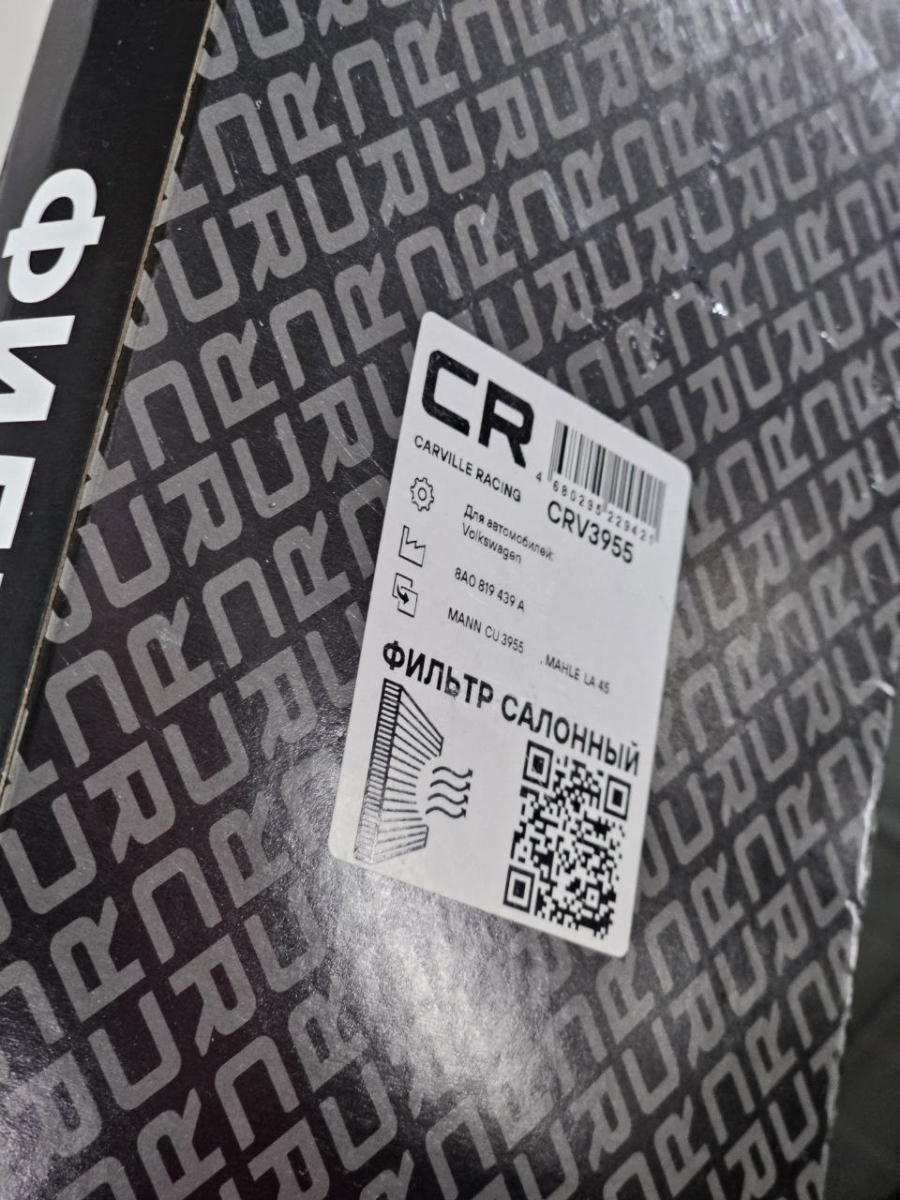 CR
CARVILLE RACING
4 680295 229421
CRV3955
Для автомобилей:
Volkswagen
8A0 819 439 A
MANN CU 3955 , MAHLE LA 45
ФИЛЬТР САЛОННЫЙ